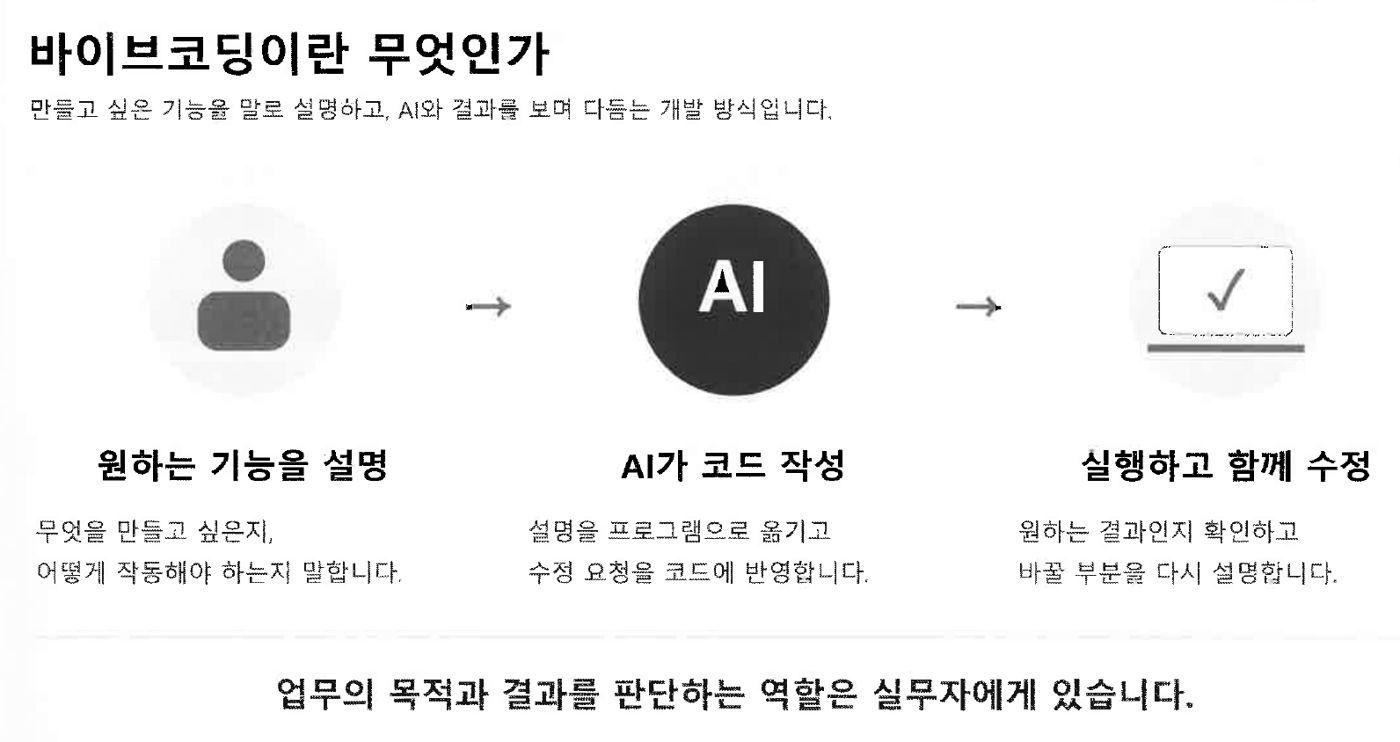 바이브코딩이란 무엇인가
만들고 싶은 기능을 말로 설명하고, AI와 결과를 보며 다듬는 개발 방식입니다.
AI
원하는 기능을 설명
무엇을 만들고 싶은지,
어떻게 작동해야 하는지 말합니다.
AI가 코드 작성
설명을 프로그램으로 옮기고
수정 요청을 코드에 반영합니다.
실행하고 함께 수정
원하는 결과인지 확인하고
바꿀 부분을 다시 설명합니다.
업무의 목적과 결과를 판단하는 역할은 실무자에게 있습니다.